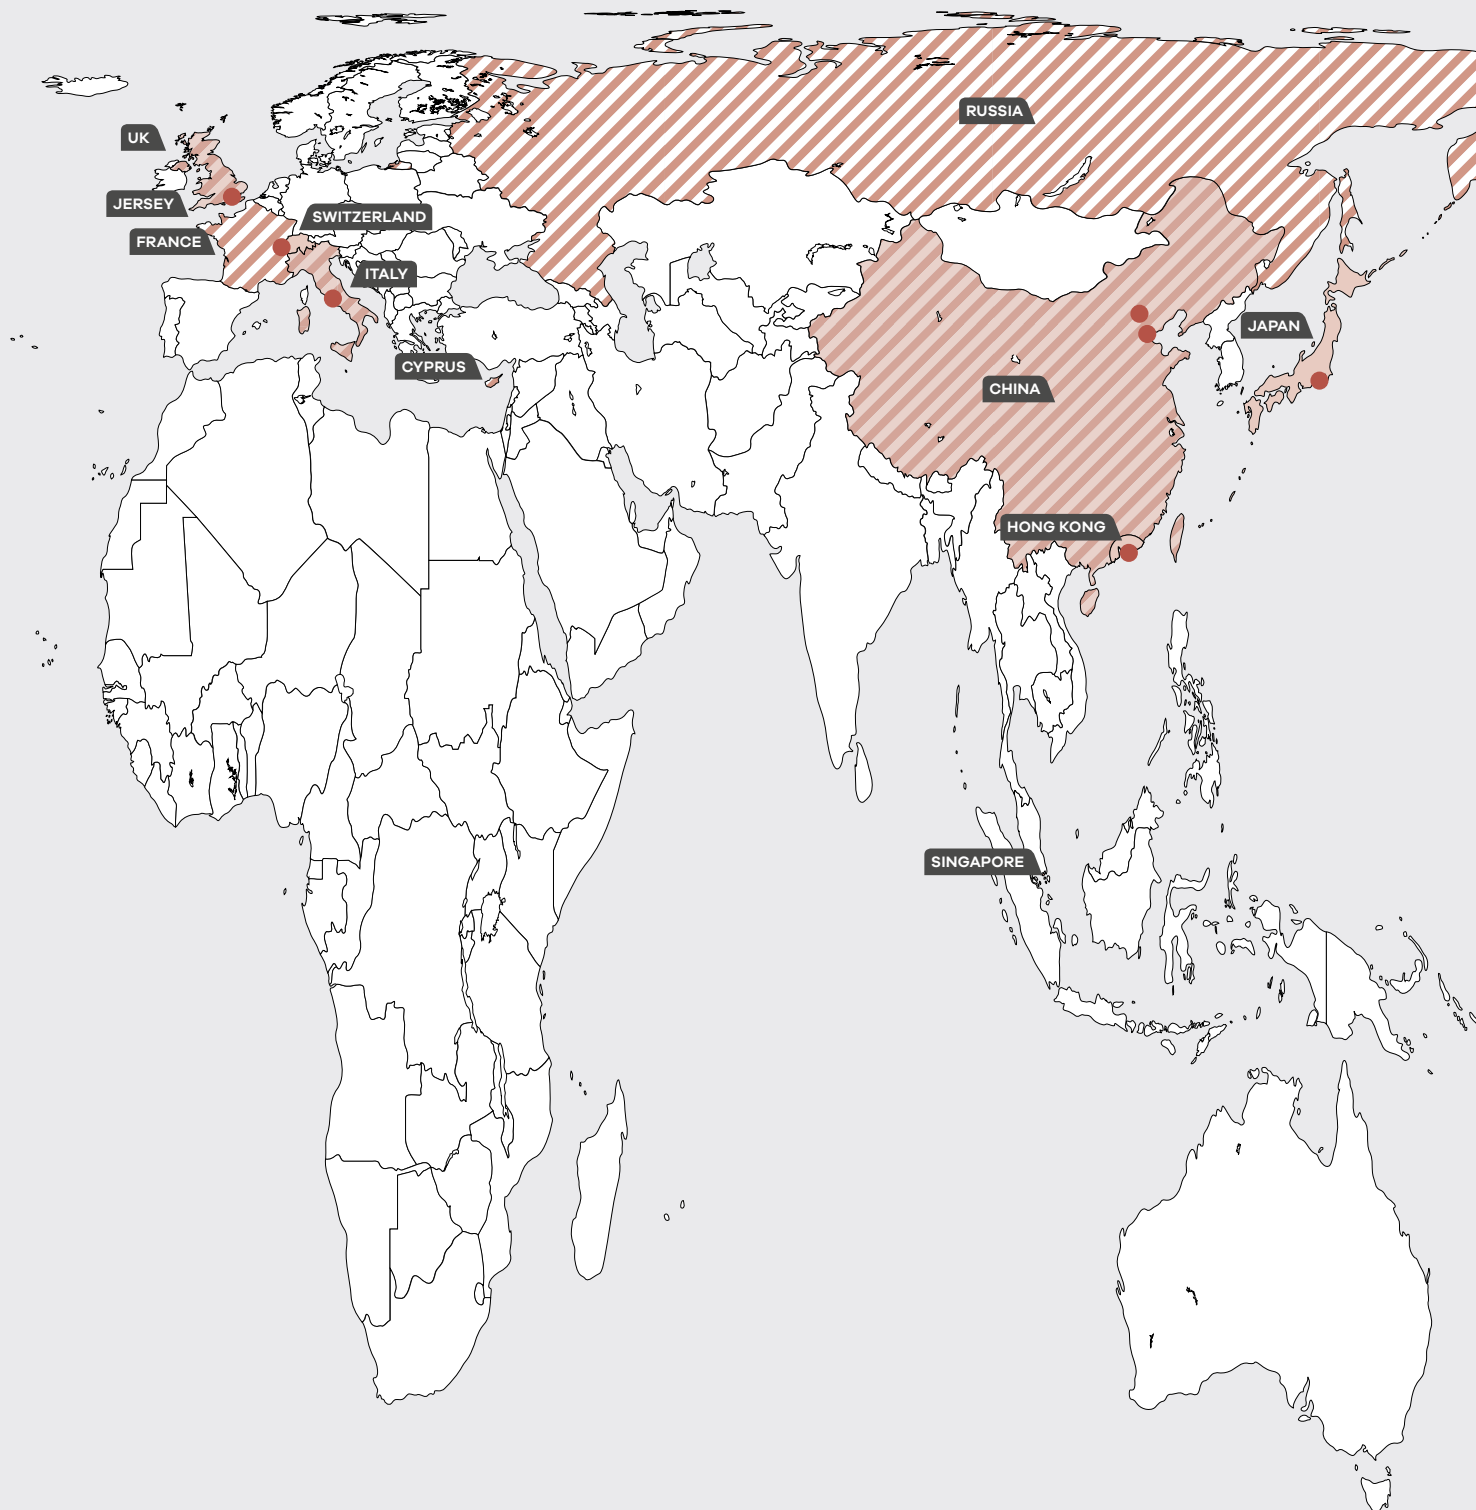 RUSSIA
UK
JERSEY
SWITZERLAND
FRANCE
ITALY
JAPAN
CYPRUS
CHINA
HONG KONG
SINGAPORE